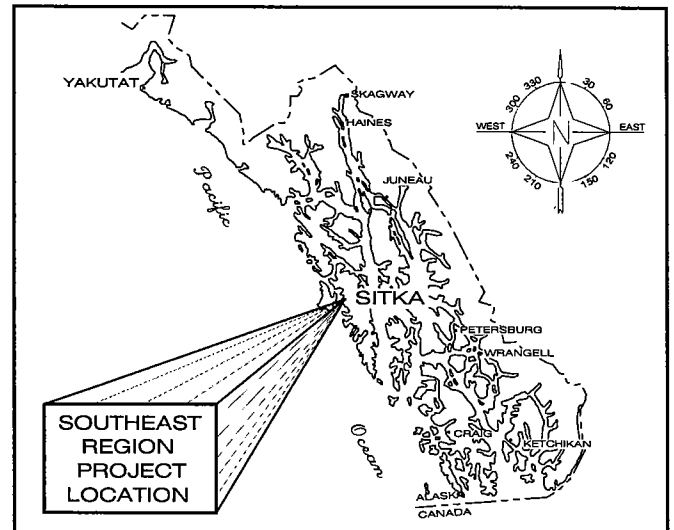 YAKUTAT
SKAGWAY
HAINES
JUNEAU
Pacific
SITKA
PETERSBURG
WRANGELL
CRAIG
KETCHIKAN
Ocean
ALASKA
CANADA
SOUTHEAST
REGION
PROJECT
LOCATION
330
30
300
60
WEST
N
EAST
240
120
210
150